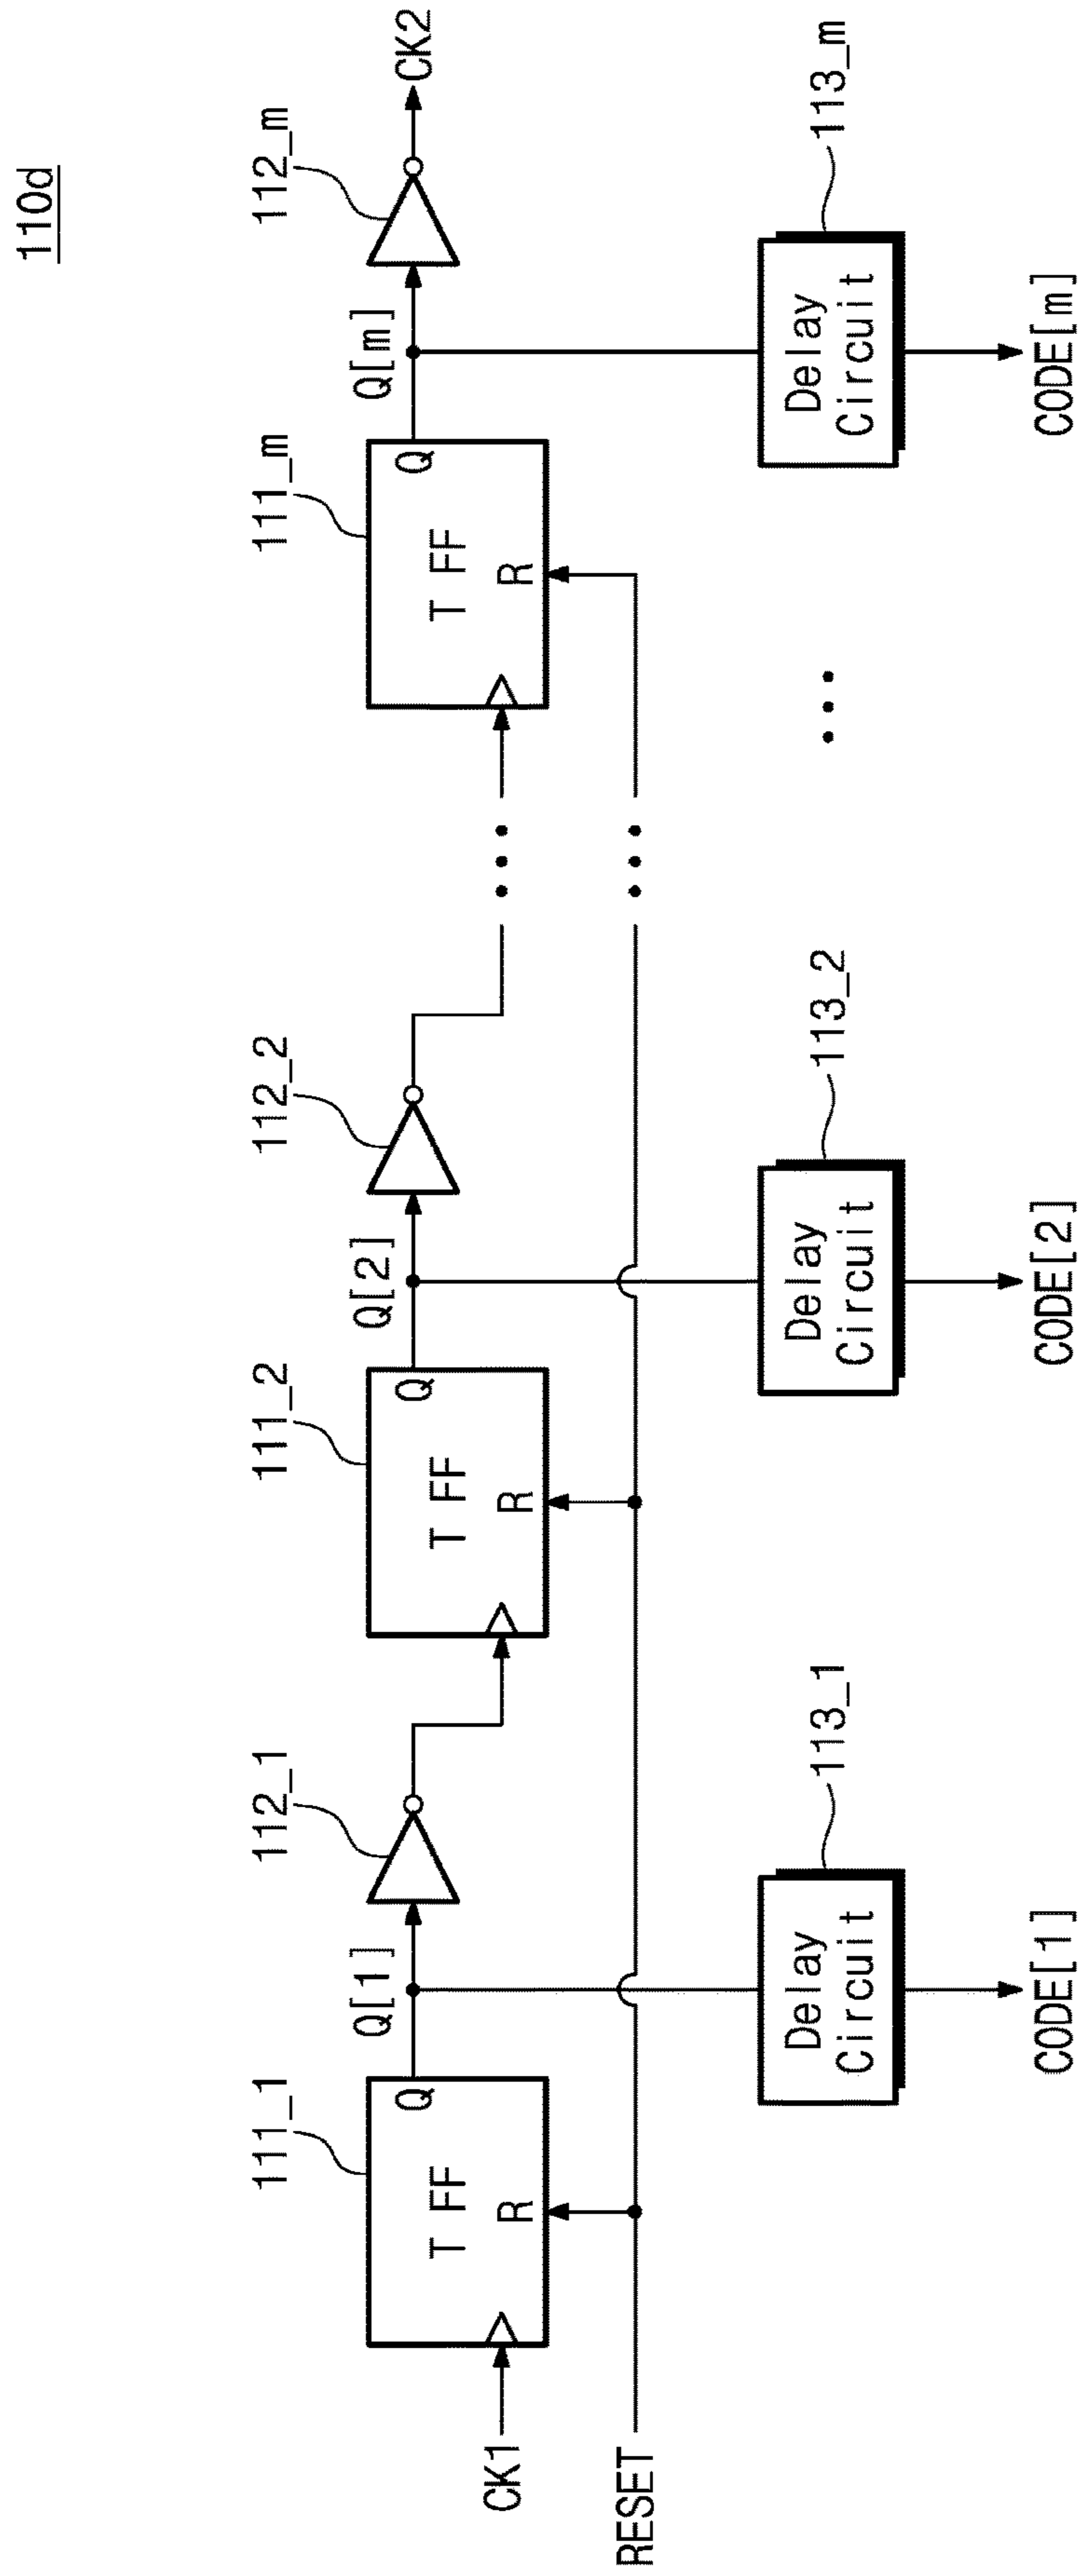 110d
111_1
112_1
111_2
112_2
111_m
112_m
Q[1]
Q[2]
Q[m]
CK2
Q
Q
Q
T FF
T FF
T FF
CK1
R
R
R
RESET
Delay
Circuit
113_1
Delay
Circuit
113_2
Delay
Circuit
113_m
CODE[1]
CODE[2]
CODE[m]